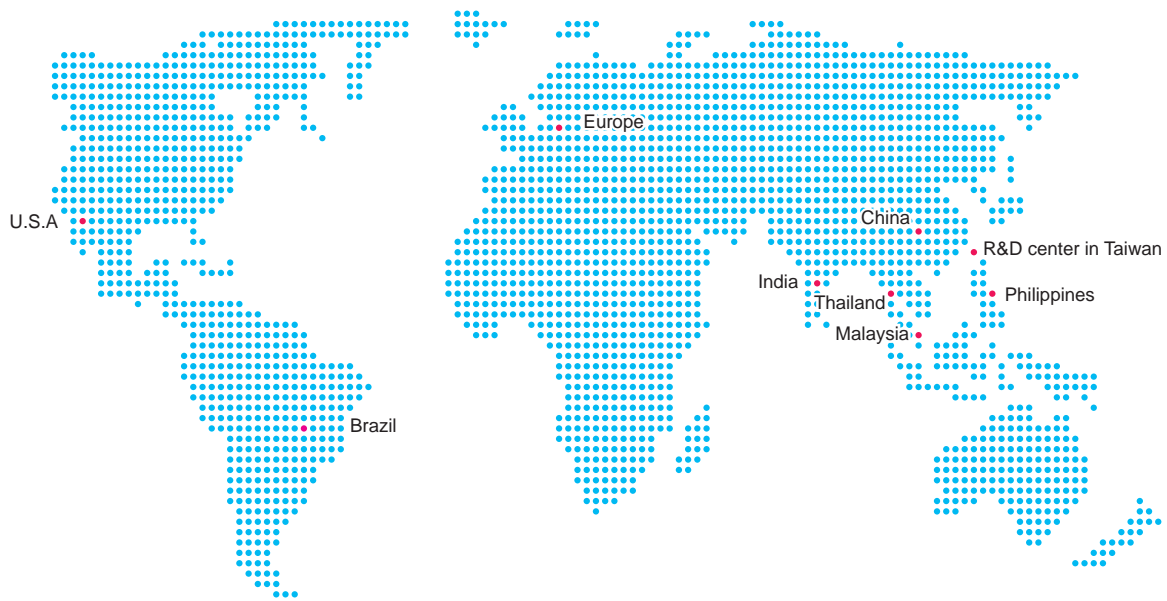 Europe
U.S.A
China
R&D center in Taiwan
India
Thailand
Philippines
Malaysia
Brazil